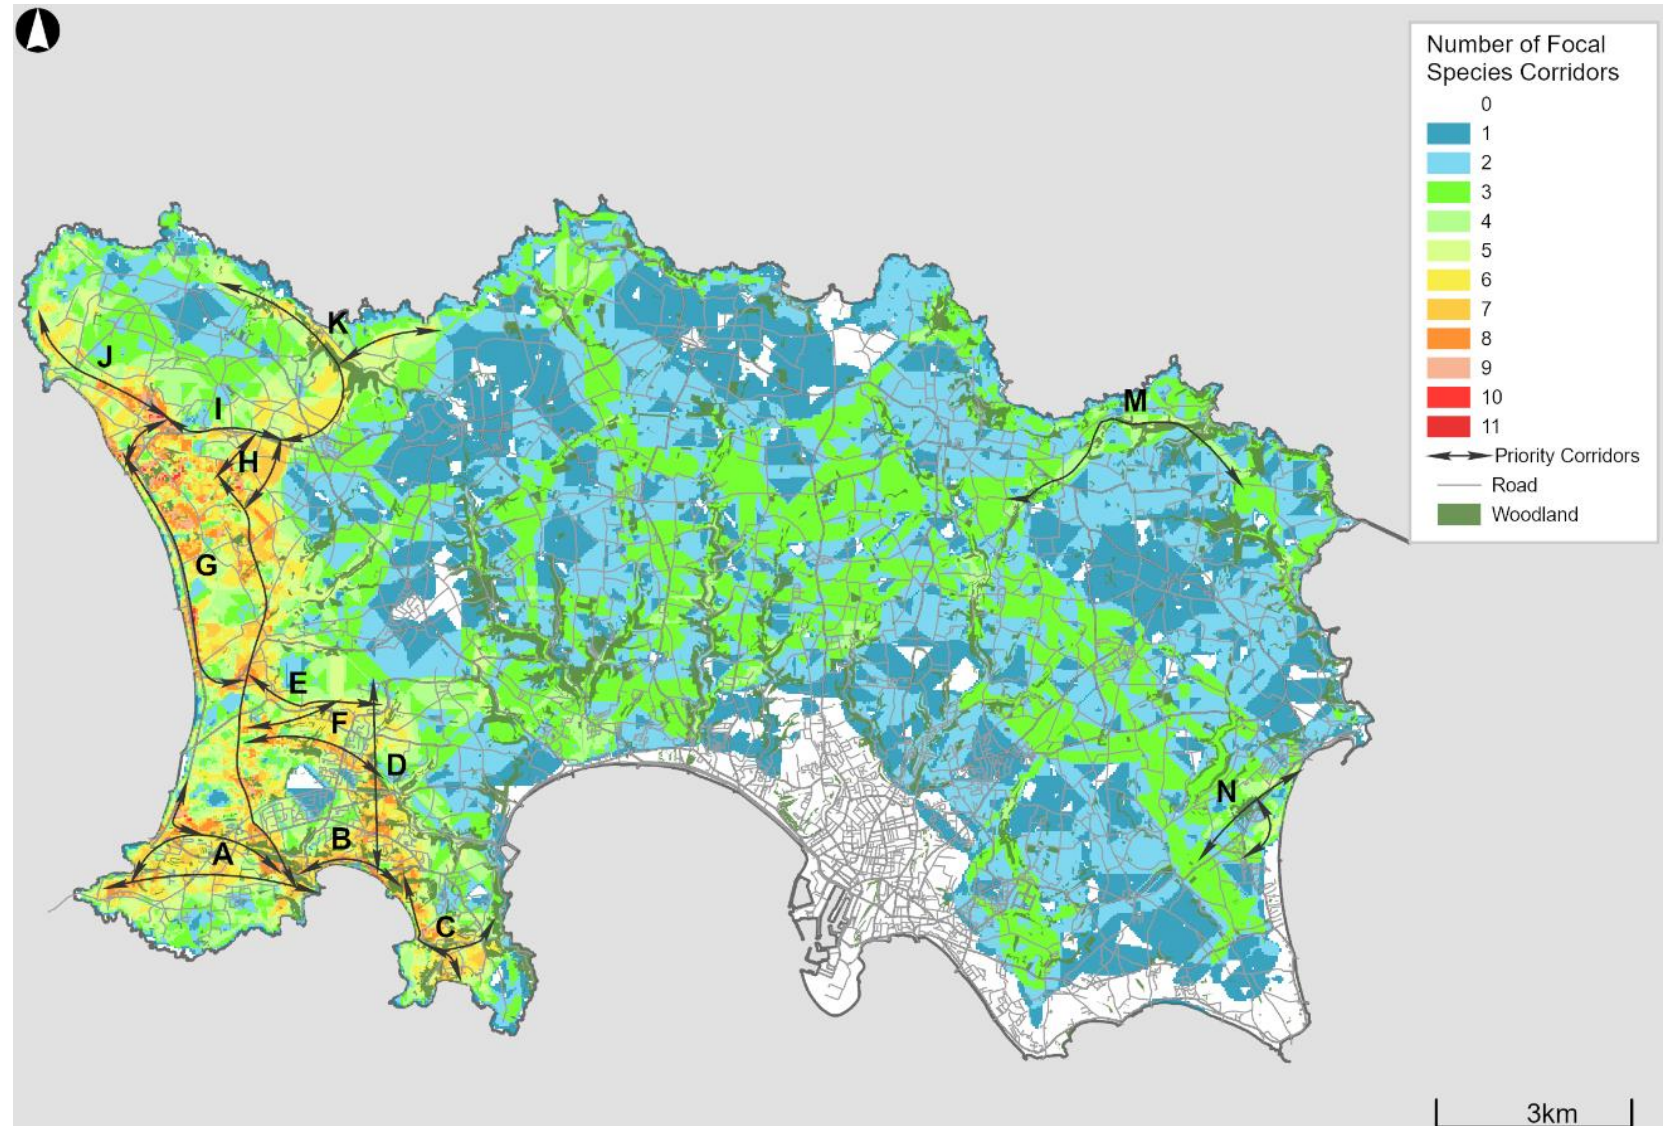 Number of Focal
Species Corridors
0
1
2
3
4
5
6
7
8
9
10
11
Priority Corridors
Road
Woodland
K
J
I
M
H
G
E
F
D
N
B
A
C
3km